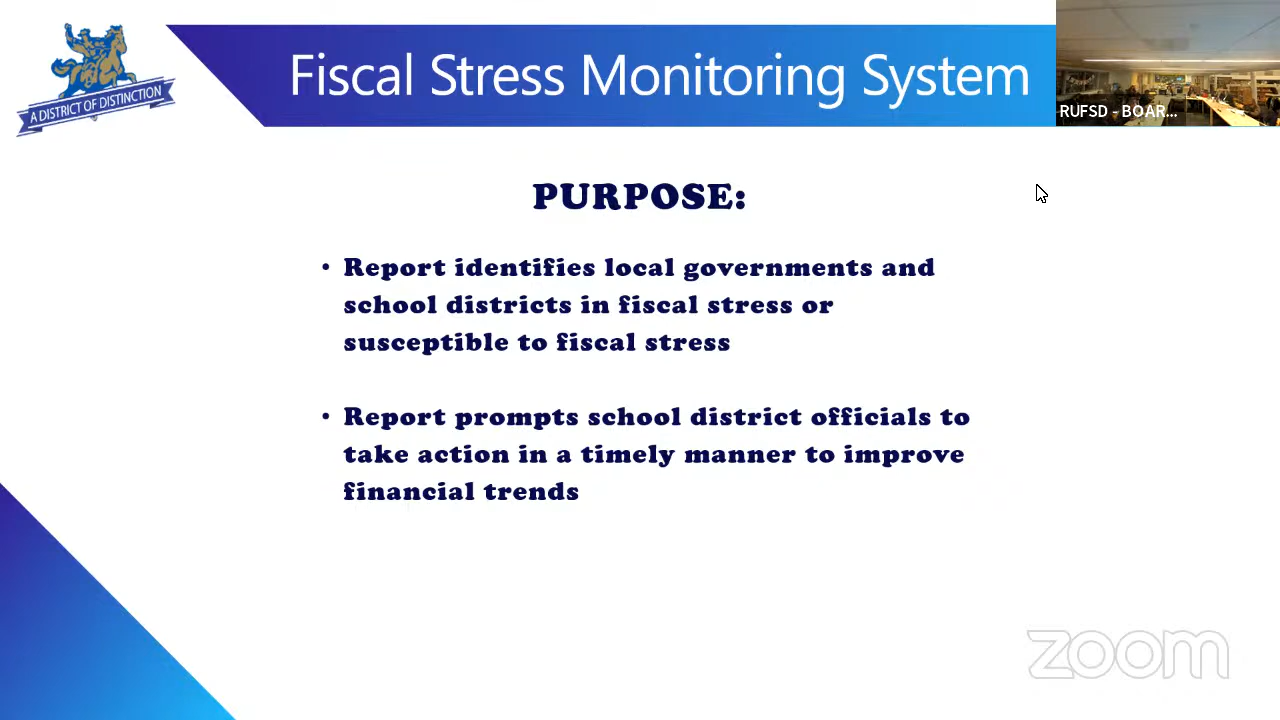 Fiscal Stress Monitoring System
A DISTRICT OF DISTINCTION
RUFSD - BOAR...
PURPOSE:
• Report identifies local governments and
school districts in fiscal stress or
susceptible to fiscal stress
• Report prompts school district officials to
take action in a timely manner to improve
financial trends
zoom